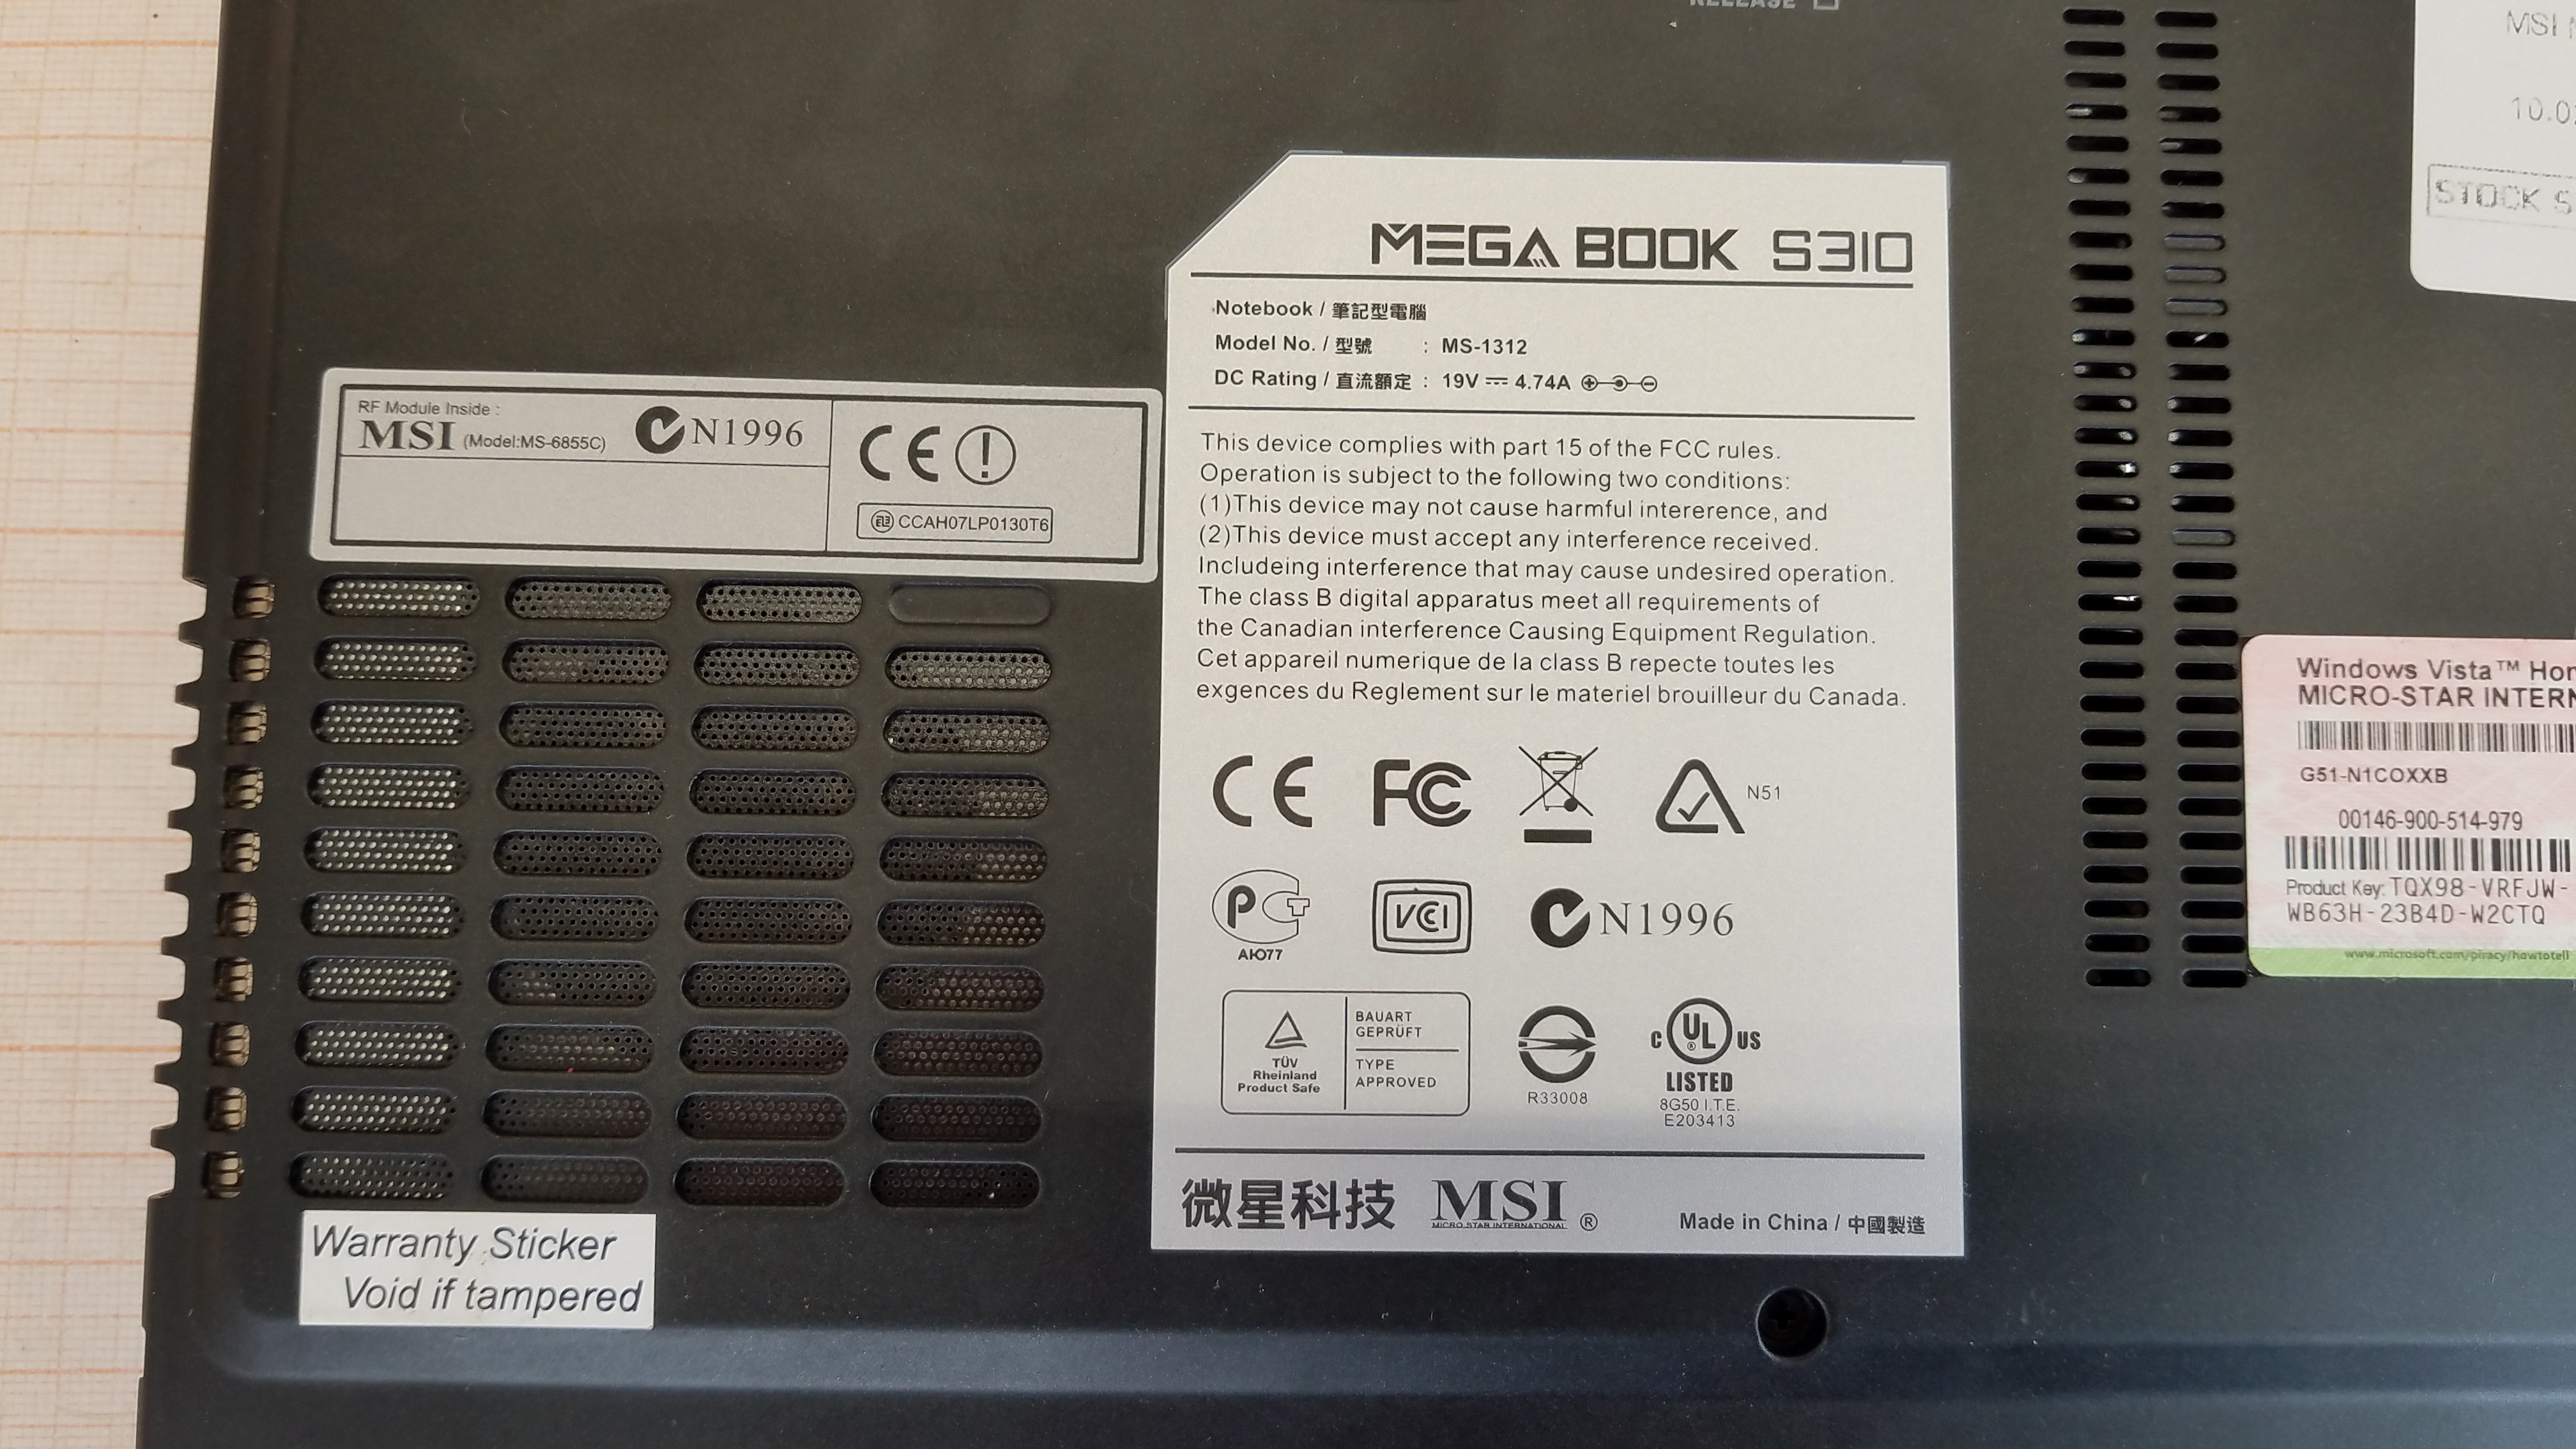 RELEASE
MSI
10.0
STOCK S
MEGA BOOK S310
Notebook / 筆記型電腦
Model No. / 型號 : MS-1312
DC Rating / 直流額定 : 19V 4.74A
This device complies with part 15 of the FCC rules.
Operation is subject to the following two conditions:
(1)This device may not cause harmful intererence, and
(2)This device must accept any interference received.
Includeing interference that may cause undesired operation.
The class B digital apparatus meet all requirements of
the Canadian interference Causing Equipment Regulation.
Cet appareil numerique de la class B repecte toutes les
exgences du Reglement sur le materiel brouilleur du Canada.
CE FC N51
PCT VCCI N1996
АЮ77
TÜV
Rheinland
Product Safe
BAUART
GEPRÜFT
TYPE
APPROVED
R33008
C UL US
®
LISTED
8G50 I.T.E.
E203413
微星科技 MSI ®
MICRO-STAR INTERNATIONAL
Made in China / 中國製造
RF Module Inside :
MSI (Model:MS-6855C) N1996
CE !
CCAH07LP0130T6
Warranty Sticker
Void if tampered
Windows Vista™ Hom
MICRO-STAR INTERN
G51-N1COXXB
00146-900-514-979
Product Key: TQX98-VRFJW-
WB63H-23B4D-W2CTQ
www.microsoft.com/piracy/howtotell